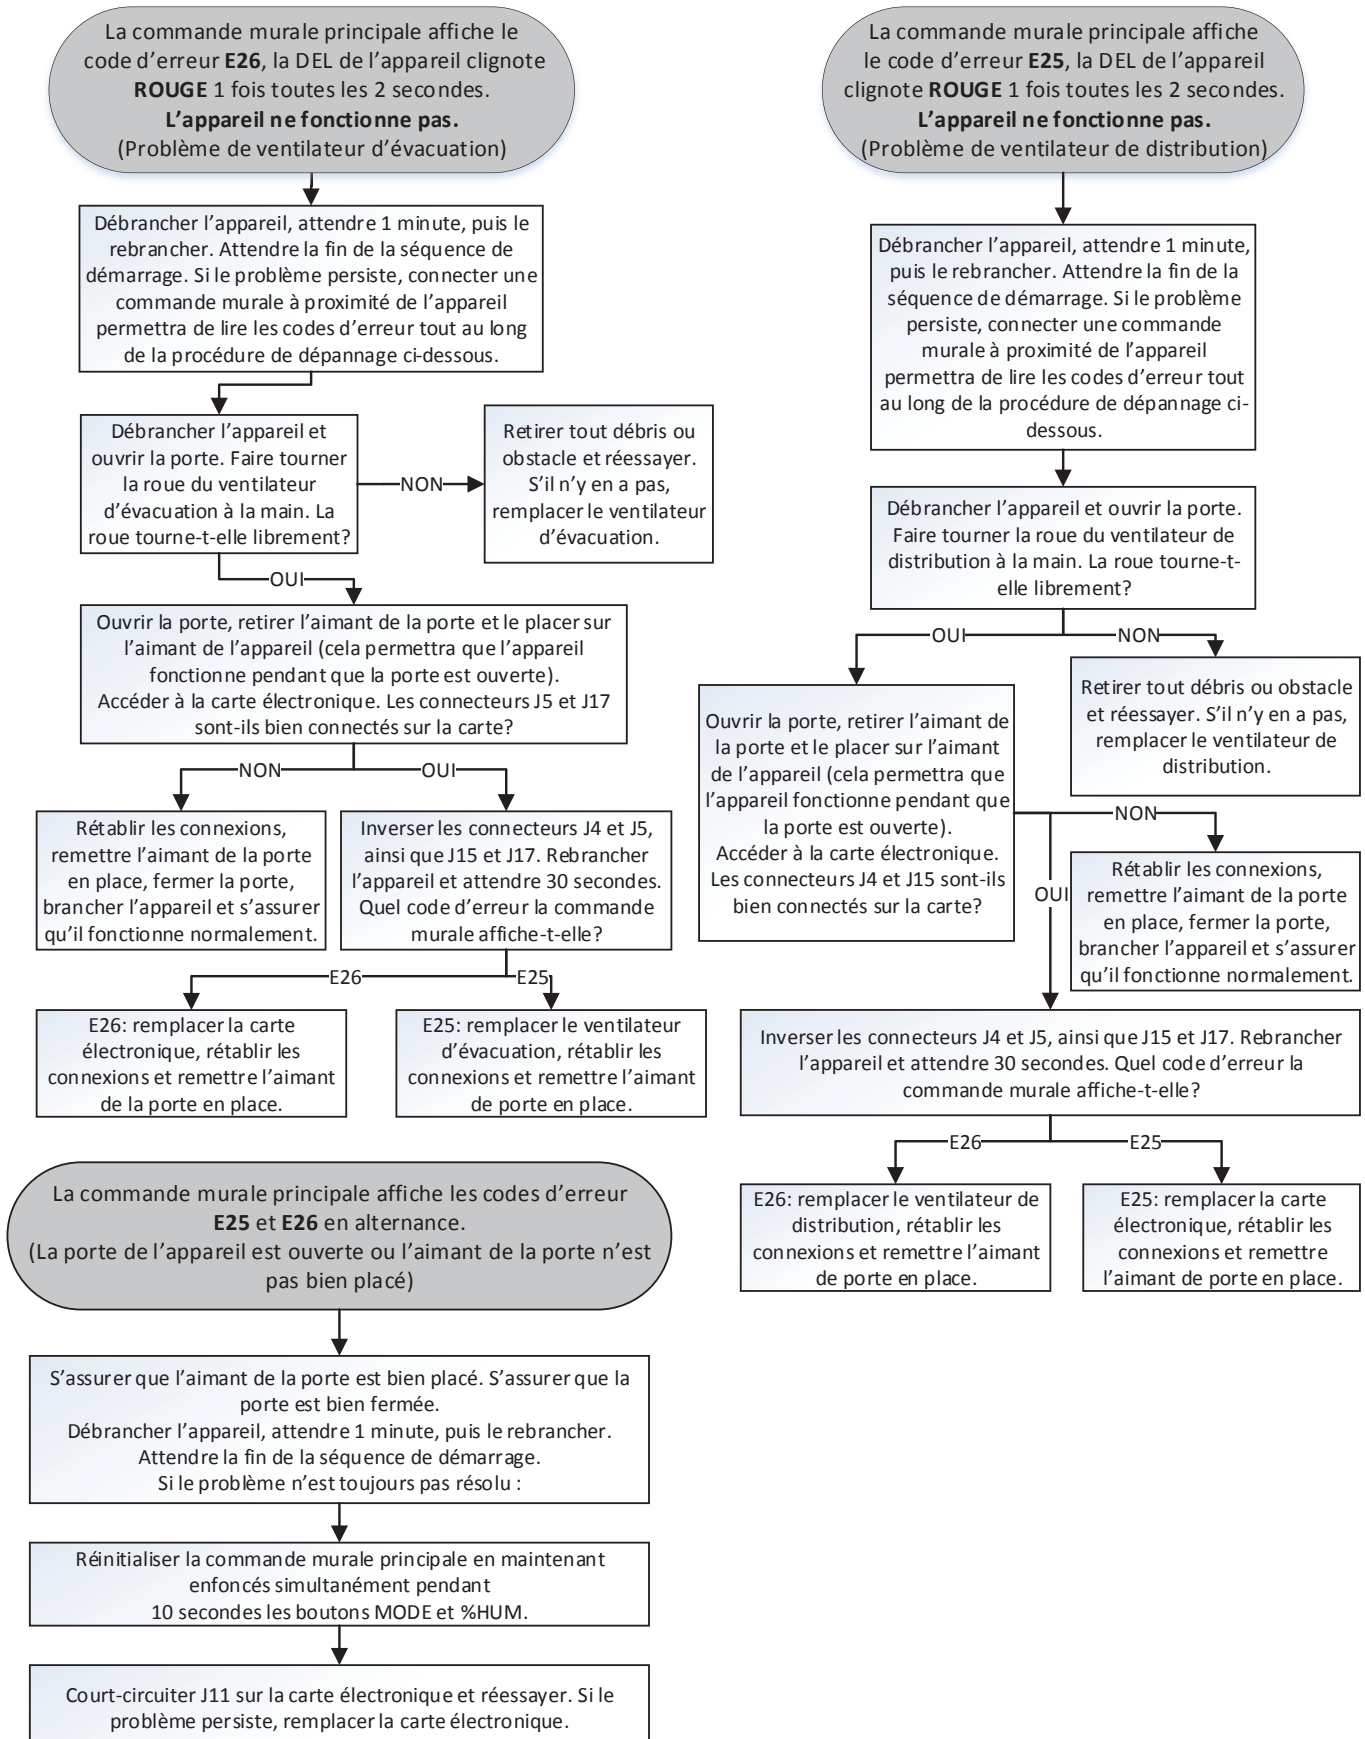 La commande murale principale affiche le
code d'erreur E26, la DEL de l'appareil clignote
ROUGE 1 fois toutes les 2 secondes.
L'appareil ne fonctionne pas.
(Problème de ventilateur d'évacuation)
Débrancher l'appareil, attendre 1 minute, puis le
rebrancher. Attendre la fin de la séquence de
démarrage. Si le problème persiste, connecter une
commande murale à proximité de l'appareil
permettra de lire les codes d'erreur tout au long
de la procédure de dépannage ci-dessous.
Débrancher l'appareil et
ouvrir la porte. Faire tourner
la roue du ventilateur
d'évacuation à la main. La
roue tourne-t-elle librement?
NON
Retirer tout débris ou
obstacle et réessayer.
S'il n'y en a pas,
remplacer le ventilateur
d'évacuation.
OUI
Ouvrir la porte, retirer l'aimant de la porte et le placer sur
l'aimant de l'appareil (cela permettra que l'appareil
fonctionne pendant que la porte est ouverte).
Accéder à la carte électronique. Les connecteurs J5 et J17
sont-ils bien connectés sur la carte?
NON
OUI
Rétablir les connexions,
remettre l'aimant de la porte
en place, fermer la porte,
brancher l'appareil et s'assurer
qu'il fonctionne normalement.
Inverser les connecteurs J4 et J5,
ainsi que J15 et J17. Rebrancher
l'appareil et attendre 30 secondes.
Quel code d'erreur la commande
murale affiche-t-elle?
E26
E25
E26: remplacer la carte
électronique, rétablir les
connexions et remettre l'aimant
de la porte en place.
E25: remplacer le ventilateur
d'évacuation, rétablir les
connexions et remettre l'aimant
de porte en place.
La commande murale principale affiche les codes d'erreur
E25 et E26 en alternance.
(La porte de l'appareil est ouverte ou l'aimant de la porte n'est
pas bien placé)
S'assurer que l'aimant de la porte est bien placé. S'assurer que la
porte est bien fermée.
Débrancher l'appareil, attendre 1 minute, puis le rebrancher.
Attendre la fin de la séquence de démarrage.
Si le problème n'est toujours pas résolu :
Réinitialiser la commande murale principale en maintenant
enfoncés simultanément pendant
10 secondes les boutons MODE et %HUM.
Court-circuiter J11 sur la carte électronique et réessayer. Si le
problème persiste, remplacer la carte électronique.
La commande murale principale affiche
le code d'erreur E25, la DEL de l'appareil
clignote ROUGE 1 fois toutes les 2 secondes.
L'appareil ne fonctionne pas.
(Problème de ventilateur de distribution)
Débrancher l'appareil, attendre 1 minute,
puis le rebrancher. Attendre la fin de la
séquence de démarrage. Si le problème
persiste, connecter une commande
murale à proximité de l'appareil
permettra de lire les codes d'erreur tout
au long de la procédure de dépannage ci-
dessous.
Débrancher l'appareil et ouvrir la porte.
Faire tourner la roue du ventilateur de
distribution à la main. La roue tourne-t-
elle librement?
OUI
NON
Retirer tout débris ou obstacle
et réessayer. S'il n'y en a pas,
remplacer le ventilateur de
distribution.
Ouvrir la porte, retirer l'aimant de
la porte et le placer sur l'aimant
de l'appareil (cela permettra que
l'appareil fonctionne pendant que
la porte est ouverte).
Accéder à la carte électronique.
Les connecteurs J4 et J15 sont-ils
bien connectés sur la carte?
NON
OUI
Rétablir les connexions,
remettre l'aimant de la porte
en place, fermer la porte,
brancher l'appareil et s'assurer
qu'il fonctionne normalement.
Inverser les connecteurs J4 et J5, ainsi que J15 et J17. Rebrancher
l'appareil et attendre 30 secondes. Quel code d'erreur la
commande murale affiche-t-elle?
E26
E25
E26: remplacer le ventilateur de
distribution, rétablir les
connexions et remettre l'aimant
de porte en place.
E25: remplacer la carte
électronique, rétablir les
connexions et remettre
l'aimant de porte en place.